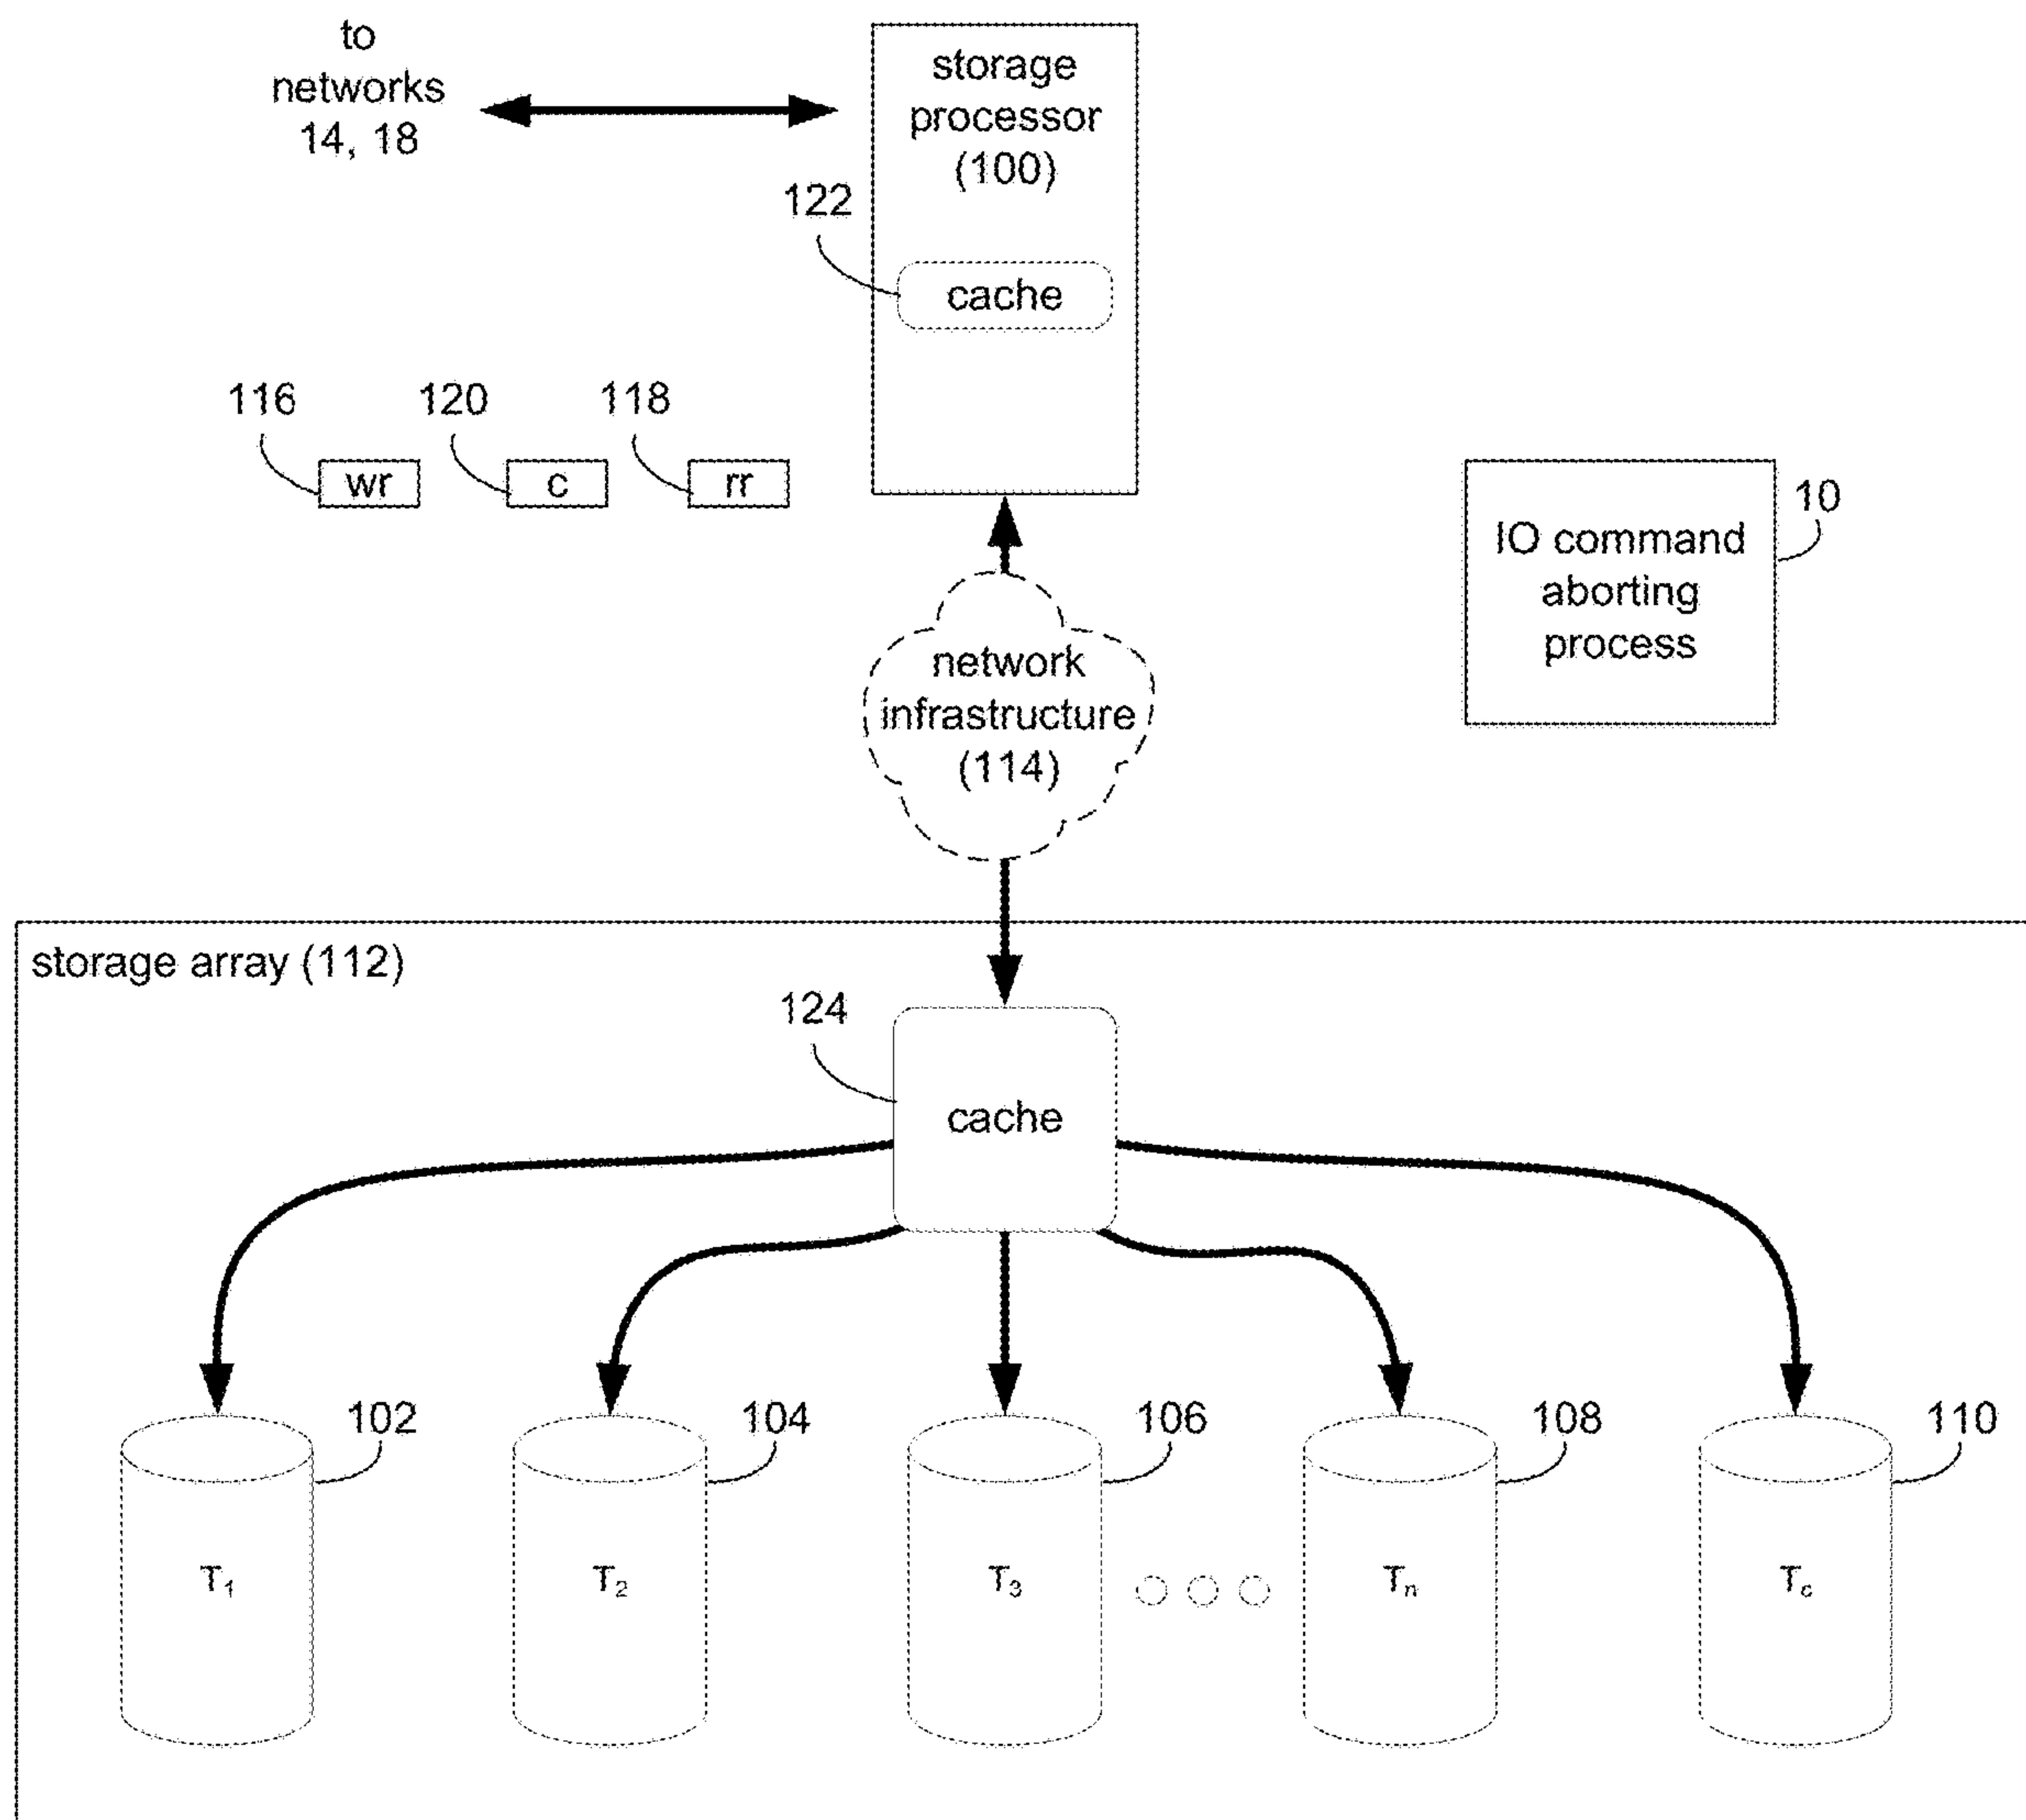 to
networks
14, 18
storage
processor
(100)
122
cache
116
120
118
wr
c
rr
10
IO command
aborting
process
network
infrastructure
(114)
storage array (112)
124
cache
102
104
106
108
110
T₁
T₂
T₃
Tₙ
T꜀